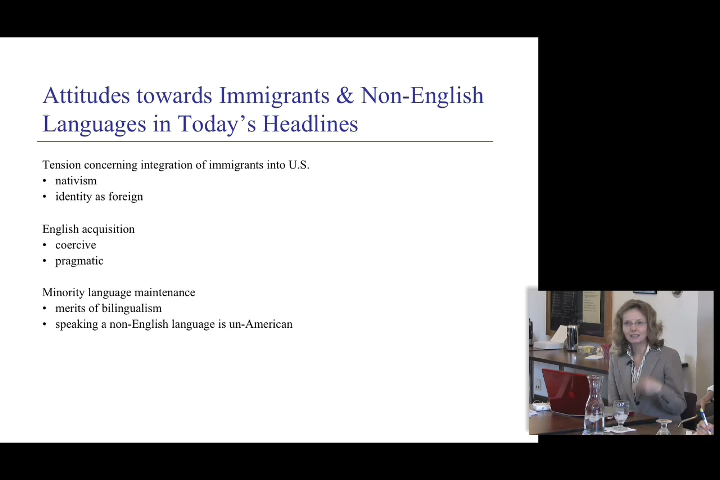 Attitudes towards Immigrants & Non-English
Languages in Today's Headlines
Tension concerning integration of immigrants into U.S.
• nativism
• identity as foreign
English acquisition
• coercive
• pragmatic
Minority language maintenance
• merits of bilingualism
• speaking a non-English language is un-American